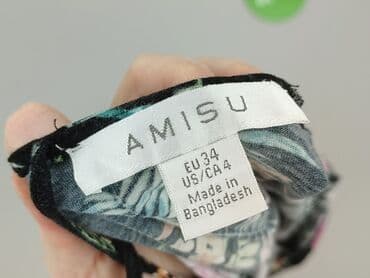 AMISU
EU 34
US/CA 4
Made in
Bangladesh